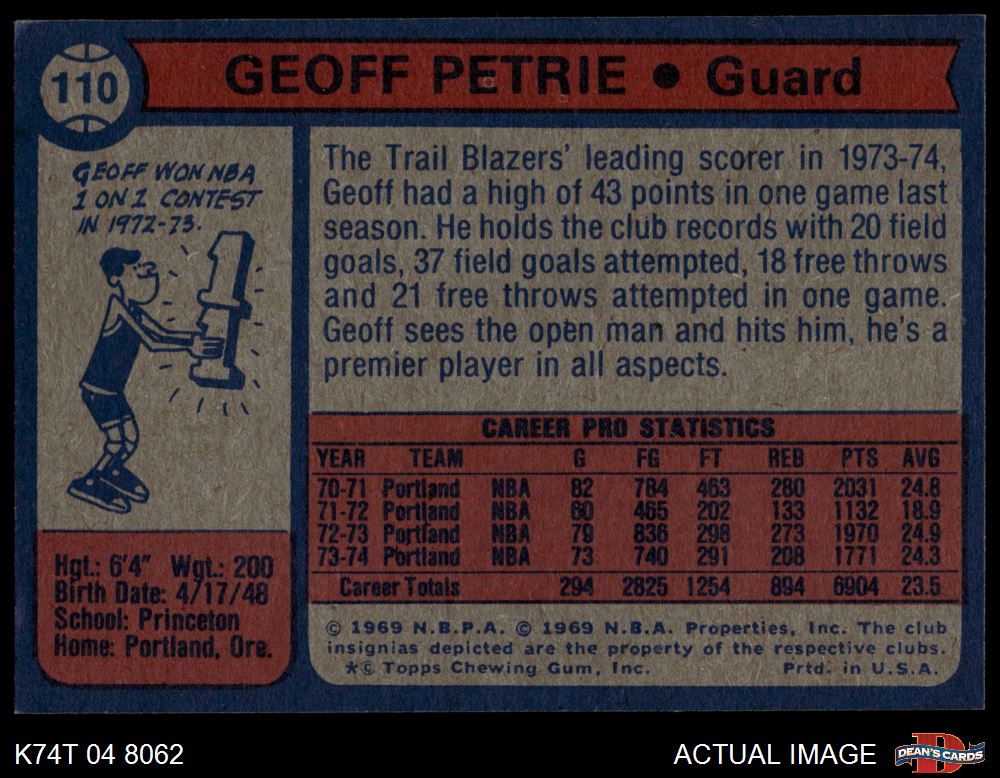 110
GEOFF PETRIE ● Guard
GEOFF WON NBA
1 ON 1 CONTEST
IN 1972-73.
1
The Trail Blazers' leading scorer in 1973-74,
Geoff had a high of 43 points in one game last
season. He holds the club records with 20 field
goals, 37 field goals attempted, 18 free throws
and 21 free throws attempted in one game.
Geoff sees the open man and hits him, he's a
premier player in all aspects.
CAREER PRO STATISTICS
YEAR TEAM G FG FT REB PTS AVG
70-71 Portland NBA 82 784 463 280 2031 24.8
71-72 Portland NBA 60 465 202 133 1132 18.9
72-73 Portland NBA 79 836 298 273 1970 24.9
73-74 Portland NBA 73 740 291 208 1771 24.3
Career Totals 294 2825 1254 894 6904 23.5
Hgt.: 6'4" Wgt.: 200
Birth Date: 4/17/48
School: Princeton
Home: Portland, Ore.
© 1969 N.B.P.A. © 1969 N.B.A. Properties, Inc. The club
insignias depicted are the property of the respective clubs.
*© Topps Chewing Gum, Inc. Prtd. in U.S.A.
K74T 04 8062
ACTUAL IMAGE
D
DEAN'S CARDS